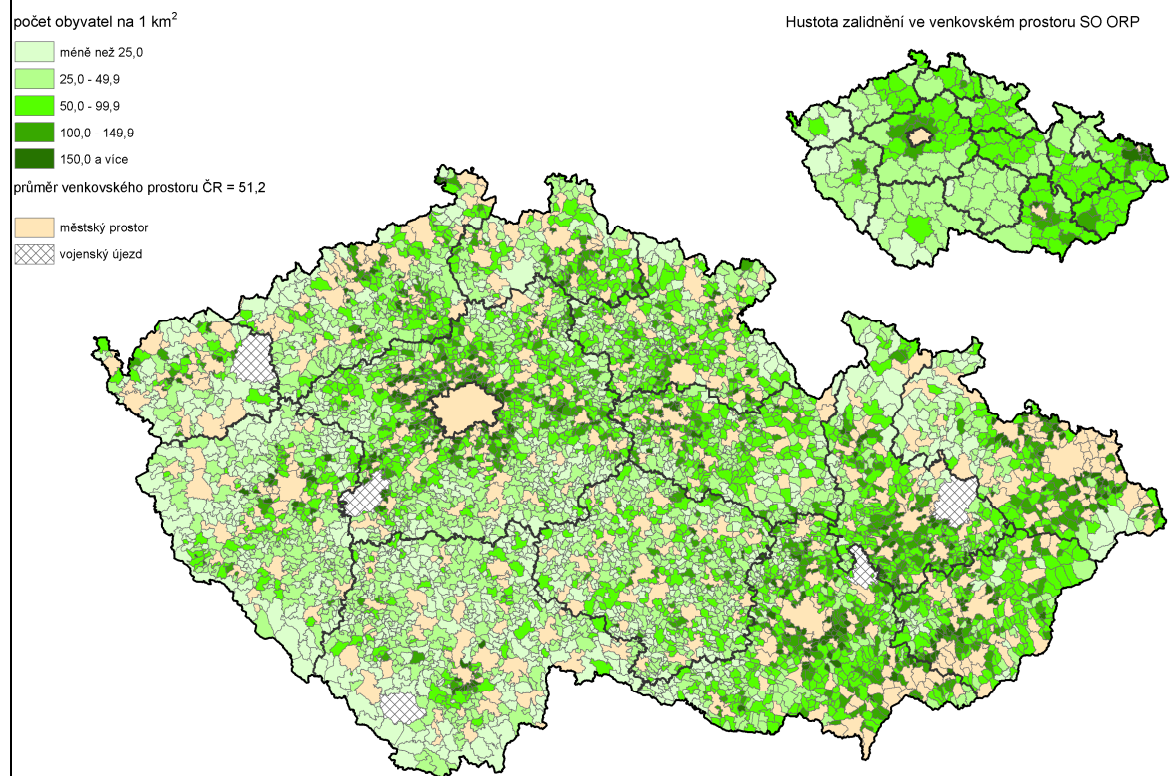 počet obyvatel na 1 km²
méně než 25,0
25,0 - 49,9
50,0 - 99,9
100,0 149,9
150,0 a více
průměr venkovského prostoru ČR = 51,2
městský prostor
vojenský újezd
Hustota zalidnění ve venkovském prostoru SO ORP